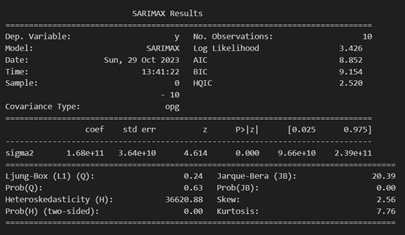 SARIMAX Results
==============================================================================
Dep. Variable: y No. Observations: 10
Model: SARIMAX Log Likelihood 3.426
Date: Sun, 29 Oct 2023 AIC 8.852
Time: 13:41:22 BIC 9.154
Sample: 0 HQIC 2.520
- 10
Covariance Type: opg
==============================================================================
coef std err z P>|z| [0.025 0.975]
------------------------------------------------------------------------------
sigma2 1.68e+11 3.64e+10 4.614 0.000 9.66e+10 2.39e+11
==============================================================================
Ljung-Box (L1) (Q): 0.24 Jarque-Bera (JB): 20.39
Prob(Q): 0.63 Prob(JB): 0.00
Heteroskedasticity (H): 36620.88 Skew: 2.56
Prob(H) (two-sided): 0.00 Kurtosis: 7.76
==============================================================================